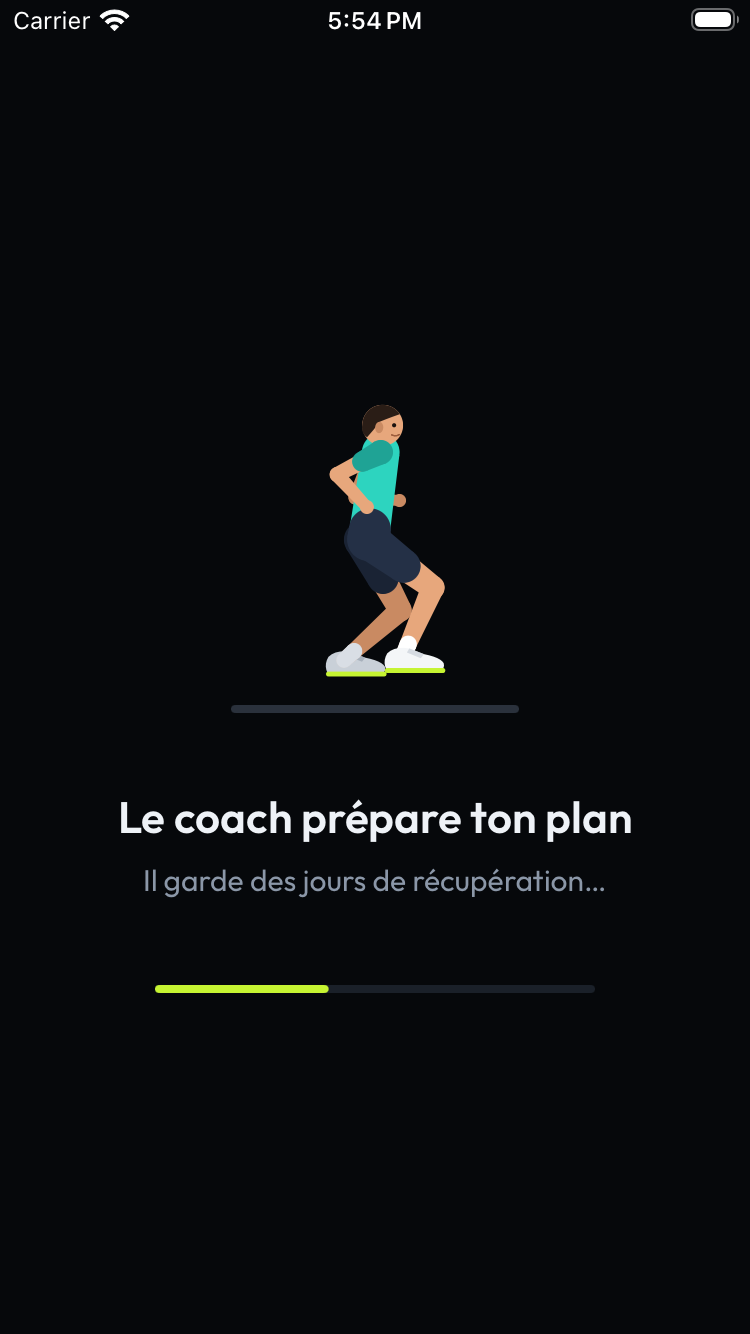 Carrier 5:54 PM
Le coach prépare ton plan
Il garde des jours de récupération...